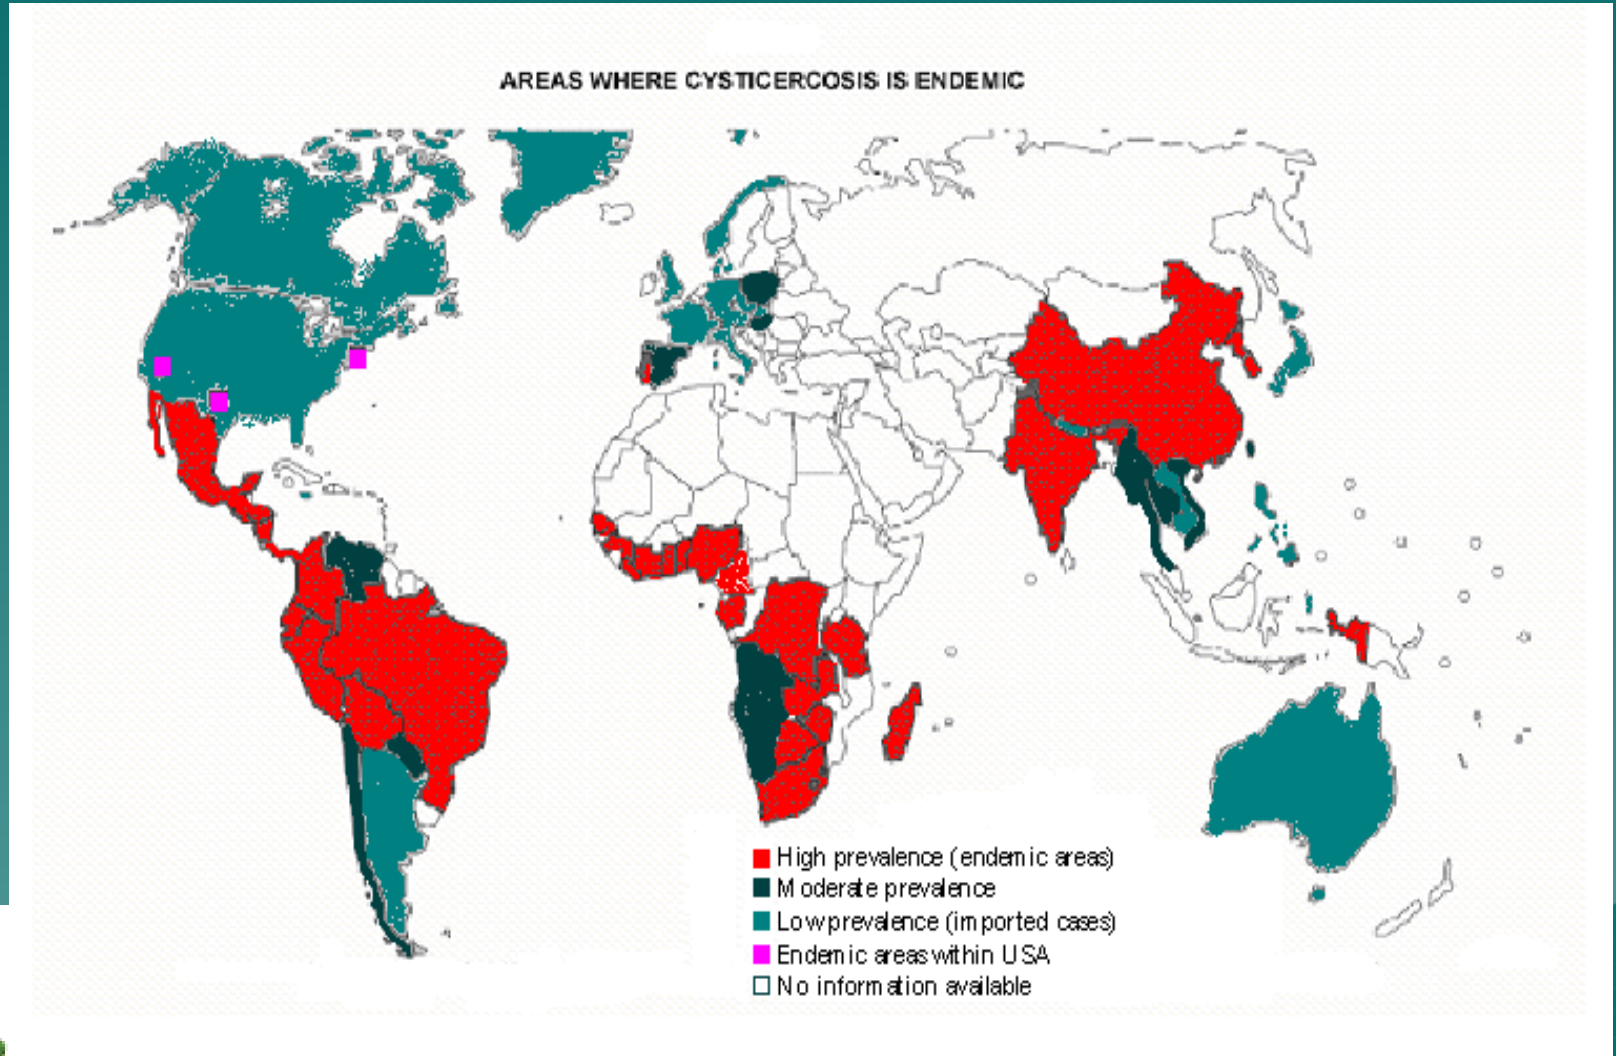 AREAS WHERE CYSTICERCOSIS IS ENDEMIC
High prevalence (endemic areas)
Moderate prevalence
Low prevalence (imported cases)
Endemic areas within USA
No information available